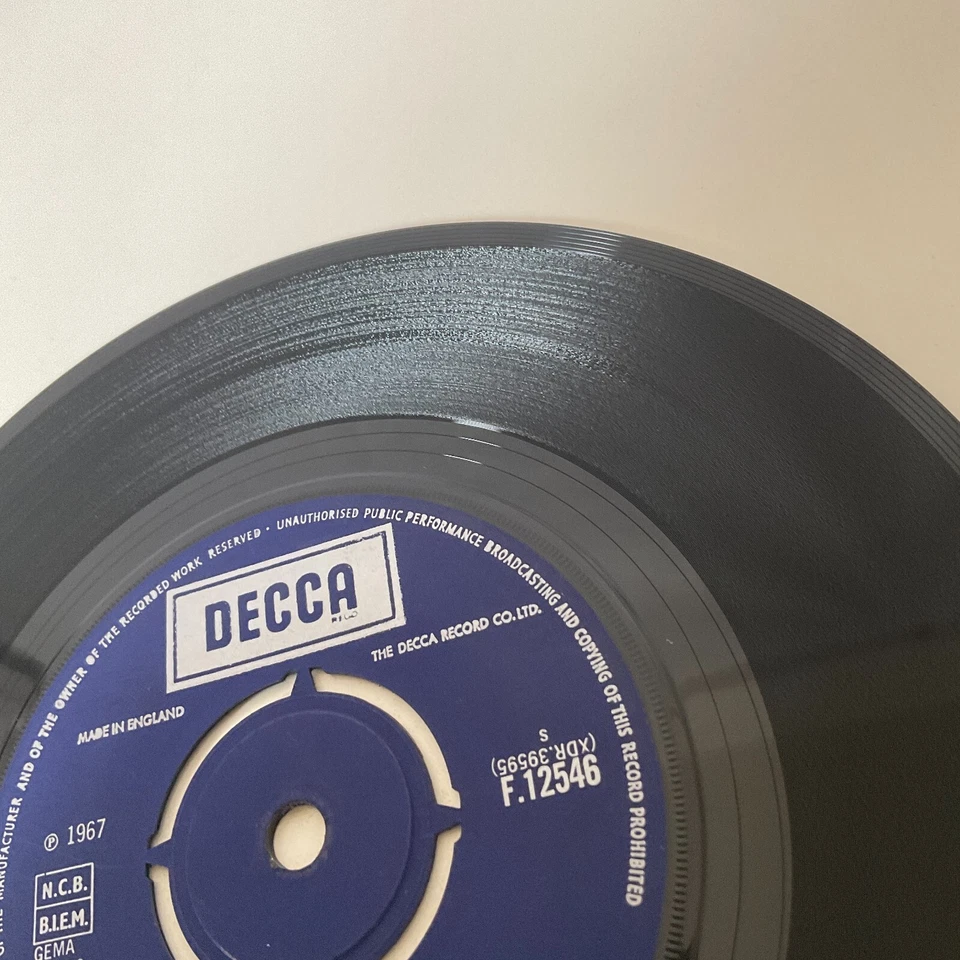 OF THE MANUFACTURER AND OF THE OWNER OF THE RECORDED WORK RESERVED · UNAUTHORISED PUBLIC PERFORMANCE BROADCASTING AND COPYING OF THIS RECORD PROHIBITED
DECCA
THE DECCA RECORD CO. LTD.
MADE IN ENGLAND
S
(XDR.39595)
F.12546
℗ 1967
N.C.B.
B.I.E.M.
GEMA